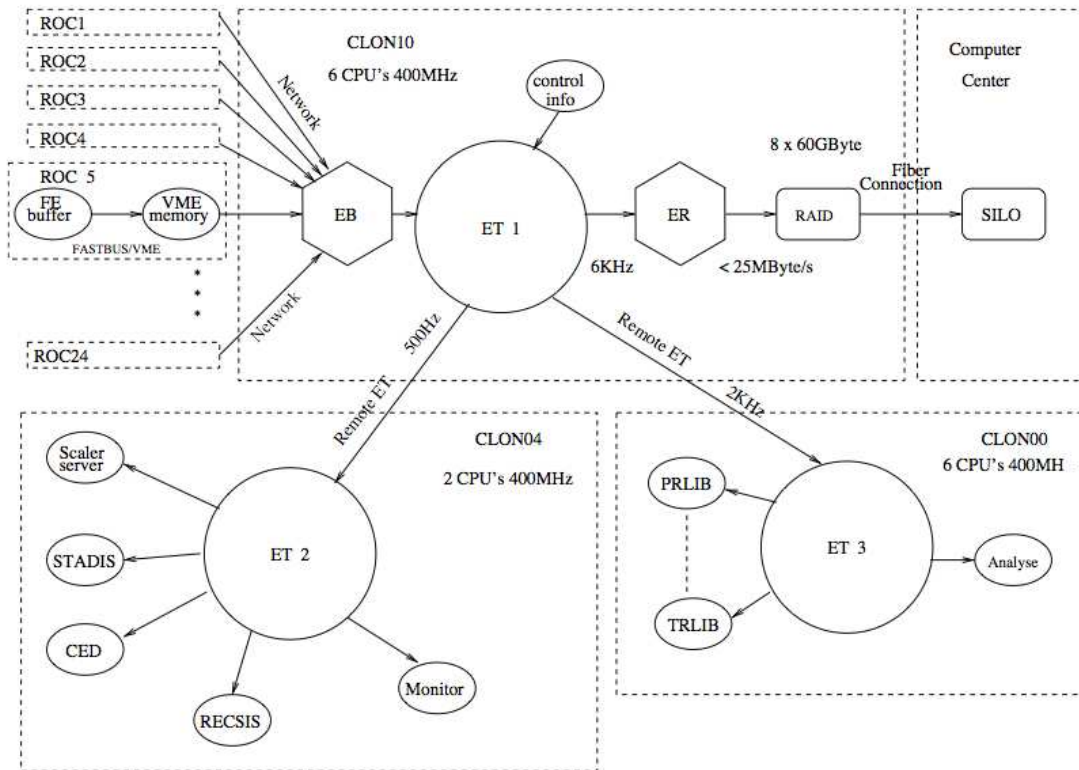 ROC1
ROC2
ROC3
ROC4
ROC 5
FE
buffer
VME
memory
FASTBUS/VME
*
*
*
ROC24
Network
Network
CLON10
6 CPU's 400MHz
control
info
EB
ET 1
6KHz
ER
< 25MByte/s
8 x 60GByte
RAID
Fiber
Connection
Computer
Center
SILO
500Hz
Remote ET
Remote ET
2KHz
CLON04
2 CPU's 400MHz
Scaler
server
STADIS
CED
RECSIS
Monitor
ET 2
CLON00
6 CPU's 400MH
PRLIB
TRLIB
ET 3
Analyse